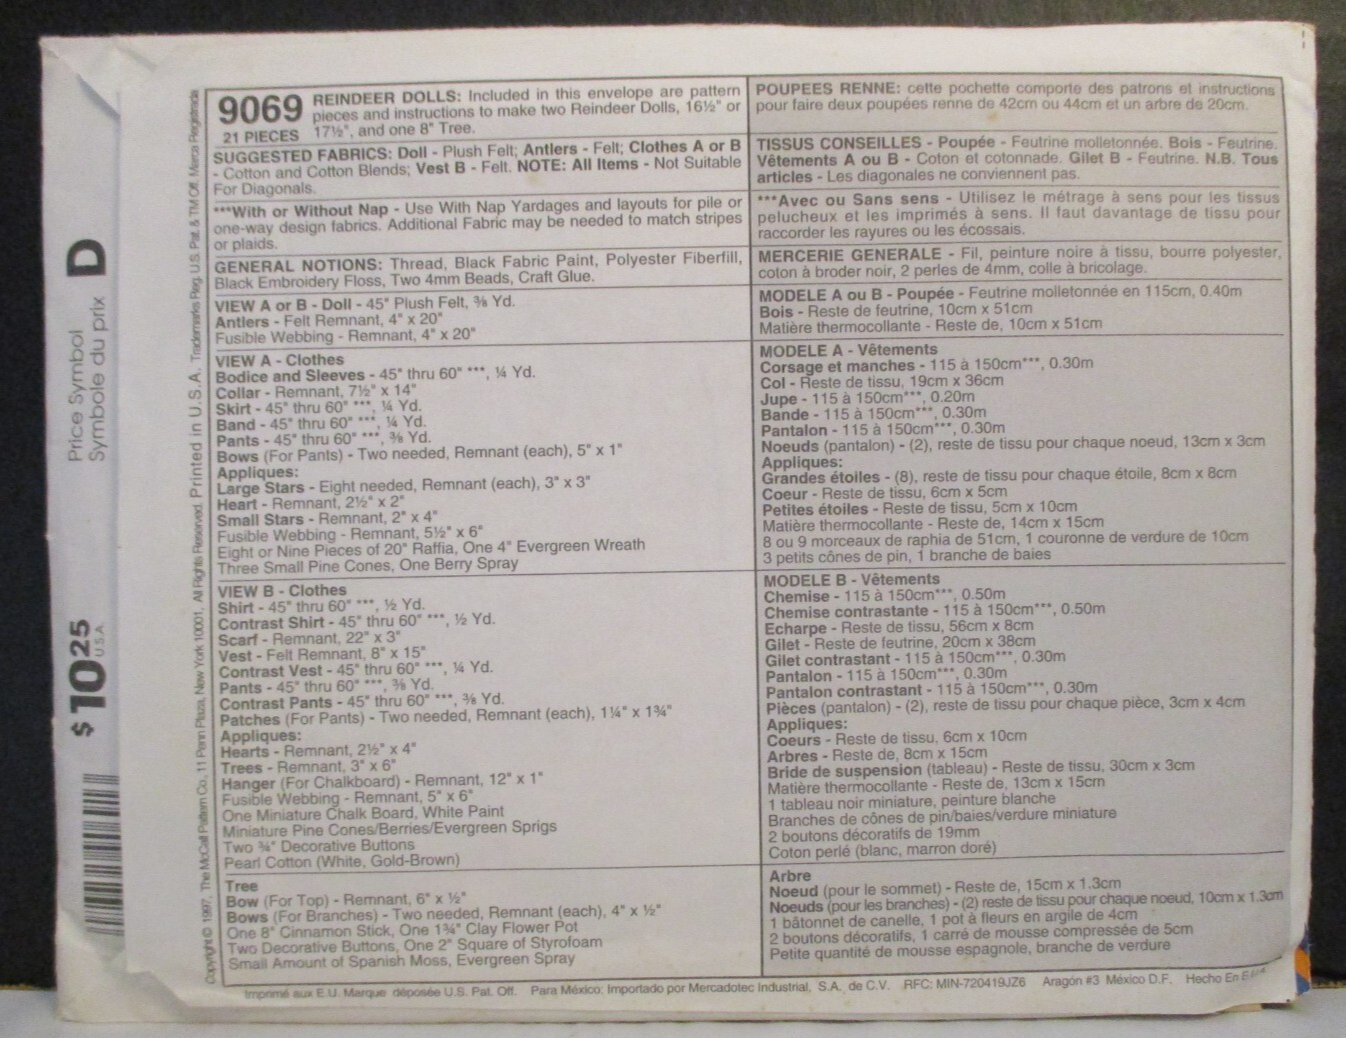 9069
21 PIECES
REINDEER DOLLS: Included in this envelope are pattern
pieces and instructions to make two Reindeer Dolls, 16½" or
17½", and one 8" Tree.
SUGGESTED FABRICS: Doll - Plush Felt; Antlers - Felt; Clothes A or B
- Cotton and Cotton Blends; Vest B - Felt. NOTE: All Items - Not Suitable
For Diagonals.
***With or Without Nap - Use With Nap Yardages and layouts for pile or
one-way design fabrics. Additional Fabric may be needed to match stripes
or plaids.
GENERAL NOTIONS: Thread, Black Fabric Paint, Polyester Fiberfill,
Black Embroidery Floss, Two 4mm Beads, Craft Glue.
VIEW A or B - Doll - 45" Plush Felt, ⅜ Yd.
Antlers - Felt Remnant, 4" x 20"
Fusible Webbing - Remnant, 4" x 20"
VIEW A - Clothes
Bodice and Sleeves - 45" thru 60" ***, ¼ Yd.
Collar - Remnant, 7½" x 14"
Skirt - 45" thru 60" ***, ¼ Yd.
Band - 45" thru 60" ***, ¼ Yd.
Pants - 45" thru 60" ***, ⅜ Yd.
Bows (For Pants) - Two needed, Remnant (each), 5" x 1"
Appliques:
Large Stars - Eight needed, Remnant (each), 3" x 3"
Heart - Remnant, 2½" x 2"
Small Stars - Remnant, 2" x 4"
Fusible Webbing - Remnant, 5½" x 6"
Eight or Nine Pieces of 20" Raffia, One 4" Evergreen Wreath
Three Small Pine Cones, One Berry Spray
VIEW B - Clothes
Shirt - 45" thru 60" ***, ½ Yd.
Contrast Shirt - 45" thru 60" ***, ½ Yd.
Scarf - Remnant, 22" x 3"
Vest - Felt Remnant, 8" x 15"
Contrast Vest - 45" thru 60" ***, ¼ Yd.
Pants - 45" thru 60" ***, ⅜ Yd.
Contrast Pants - 45" thru 60" ***, ⅜ Yd.
Patches (For Pants) - Two needed, Remnant (each), 1¼" x 1¾"
Appliques:
Hearts - Remnant, 2½" x 4"
Trees - Remnant, 3" x 6"
Hanger (For Chalkboard) - Remnant, 12" x 1"
Fusible Webbing - Remnant, 5" x 6"
One Miniature Chalk Board, White Paint
Miniature Pine Cones/Berries/Evergreen Sprigs
Two ¾" Decorative Buttons
Pearl Cotton (White, Gold-Brown)
Tree
Bow (For Top) - Remnant, 6" x ½"
Bows (For Branches) - Two needed, Remnant (each), 4" x ½"
One 8" Cinnamon Stick, One 1¾" Clay Flower Pot
Two Decorative Buttons, One 2" Square of Styrofoam
Small Amount of Spanish Moss, Evergreen Spray
POUPEES RENNE: cette pochette comporte des patrons et instructions
pour faire deux poupées renne de 42cm ou 44cm et un arbre de 20cm.
TISSUS CONSEILLES - Poupée - Feutrine molletonnée. Bois - Feutrine.
Vêtements A ou B - Coton et cotonnade. Gilet B - Feutrine. N.B. Tous
articles - Les diagonales ne conviennent pas.
***Avec ou Sans sens - Utilisez le métrage à sens pour les tissus
pelucheux et les imprimés à sens. Il faut davantage de tissu pour
raccorder les rayures ou les écossais.
MERCERIE GENERALE - Fil, peinture noire à tissu, bourre polyester,
coton à broder noir, 2 perles de 4mm, colle à bricolage.
MODELE A ou B - Poupée - Feutrine molletonnée en 115cm, 0.40m
Bois - Reste de feutrine, 10cm x 51cm
Matière thermocollante - Reste de, 10cm x 51cm
MODELE A - Vêtements
Corsage et manches - 115 à 150cm***, 0.30m
Col - Reste de tissu, 19cm x 36cm
Jupe - 115 à 150cm***, 0.20m
Bande - 115 à 150cm***, 0.30m
Pantalon - 115 à 150cm***, 0.30m
Noeuds (pantalon) - (2), reste de tissu pour chaque noeud, 13cm x 3cm
Appliques:
Grandes étoiles - (8), reste de tissu pour chaque étoile, 8cm x 8cm
Coeur - Reste de tissu, 6cm x 5cm
Petites étoiles - Reste de tissu, 5cm x 10cm
Matière thermocollante - Reste de, 14cm x 15cm
8 ou 9 morceaux de raphia de 51cm, 1 couronne de verdure de 10cm
3 petits cônes de pin, 1 branche de baies
MODELE B - Vêtements
Chemise - 115 à 150cm***, 0.50m
Chemise contrastante - 115 à 150cm***, 0.50m
Echarpe - Reste de tissu, 56cm x 8cm
Gilet - Reste de feutrine, 20cm x 38cm
Gilet contrastant - 115 à 150cm***, 0.30m
Pantalon - 115 à 150cm***, 0.30m
Pantalon contrastant - 115 à 150cm***, 0.30m
Pièces (pantalon) - (2), reste de tissu pour chaque pièce, 3cm x 4cm
Appliques:
Coeurs - Reste de tissu, 6cm x 10cm
Arbres - Reste de, 8cm x 15cm
Bride de suspension (tableau) - Reste de tissu, 30cm x 3cm
Matière thermocollante - Reste de, 13cm x 15cm
1 tableau noir miniature, peinture blanche
Branches de cônes de pin/baies/verdure miniature
2 boutons décoratifs de 19mm
Coton perlé (blanc, marron doré)
Arbre
Noeud (pour le sommet) - Reste de, 15cm x 1.3cm
Noeuds (pour les branches) - (2) reste de tissu pour chaque noeud, 10cm x 1.3cm
1 bâtonnet de canelle, 1 pot à fleurs en argile de 4cm
2 boutons décoratifs, 1 carré de mousse compressée de 5cm
Petite quantité de mousse espagnole, branche de verdure
Imprimé aux E.U. Marque déposée U.S. Pat. Off. Para México: Importado por Mercadotec Industrial, S.A. de C.V. RFC: MIN-720419JZ6 Aragón #3 México D.F. Hecho En
Copyright © 1997, The McCall Pattern Co., 11 Penn Plaza, New York 10001, All Rights Reserved. Printed in U.S.A. Trademarks Reg. U.S. Pat. & TM Off. Marca Registrada
Price Symbol
Symbole du prix
D
$10.25
U.S.A.